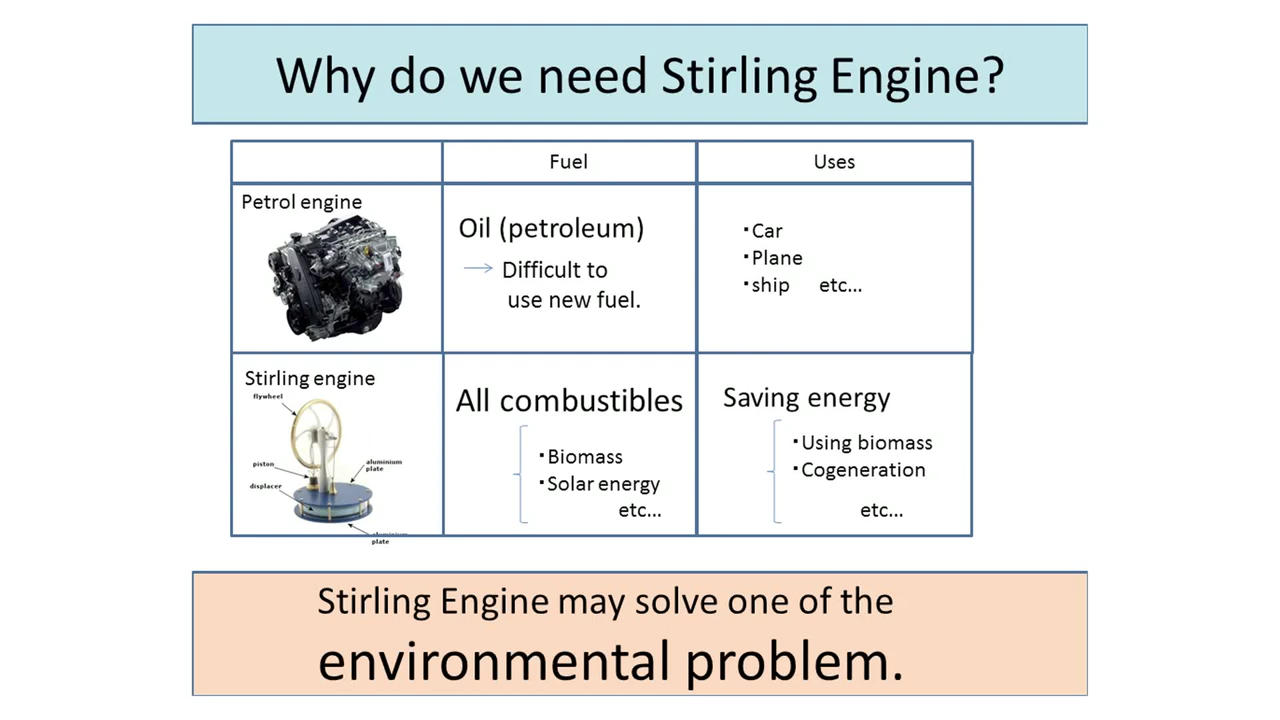 Why do we need Stirling Engine?
Fuel
Uses
Petrol engine
Oil (petroleum)
→ Difficult to
use new fuel.
・Car
・Plane
・ship etc...
Stirling engine
flywheel
piston
displacer
aluminium
plate
aluminium
plate
All combustibles
・Biomass
・Solar energy
etc...
Saving energy
・Using biomass
・Cogeneration
etc...
Stirling Engine may solve one of the
environmental problem.